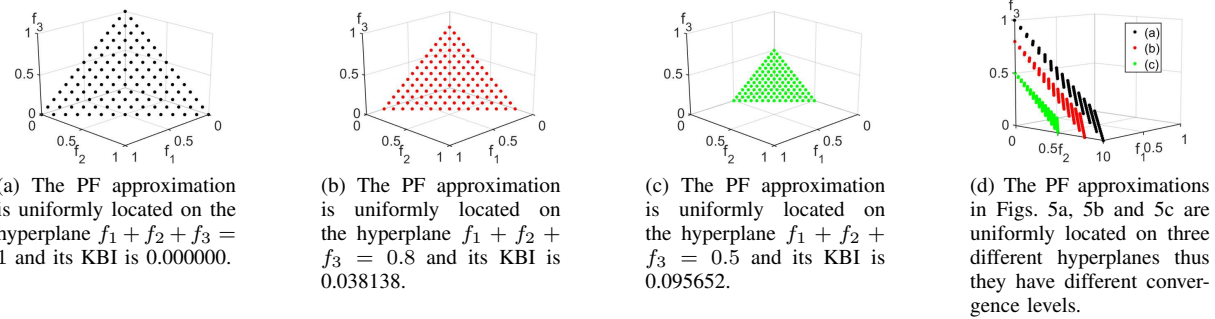 f3
1
0.5
0
0
0.5
f2
1
1
0.5
f1
0
f3
1
0.5
0
0
0.5
f2
1
1
0.5
f1
0
f3
1
0.5
0
0
0.5
f2
1
1
0.5
f1
0
f3
1
0.5
0
0
0.5
f2
10
f1
0.5
1
(a)
(b)
(c)
(a) The PF approximation
is uniformly located on the
hyperplane f1 + f2 + f3 =
1 and its KBI is 0.000000.
(b) The PF approximation
is uniformly located on
the hyperplane f1 + f2 +
f3 = 0.8 and its KBI is
0.038138.
(c) The PF approximation
is uniformly located on
the hyperplane f1 + f2 +
f3 = 0.5 and its KBI is
0.095652.
(d) The PF approximations
in Figs. 5a, 5b and 5c are
uniformly located on three
different hyperplanes thus
they have different conver-
gence levels.